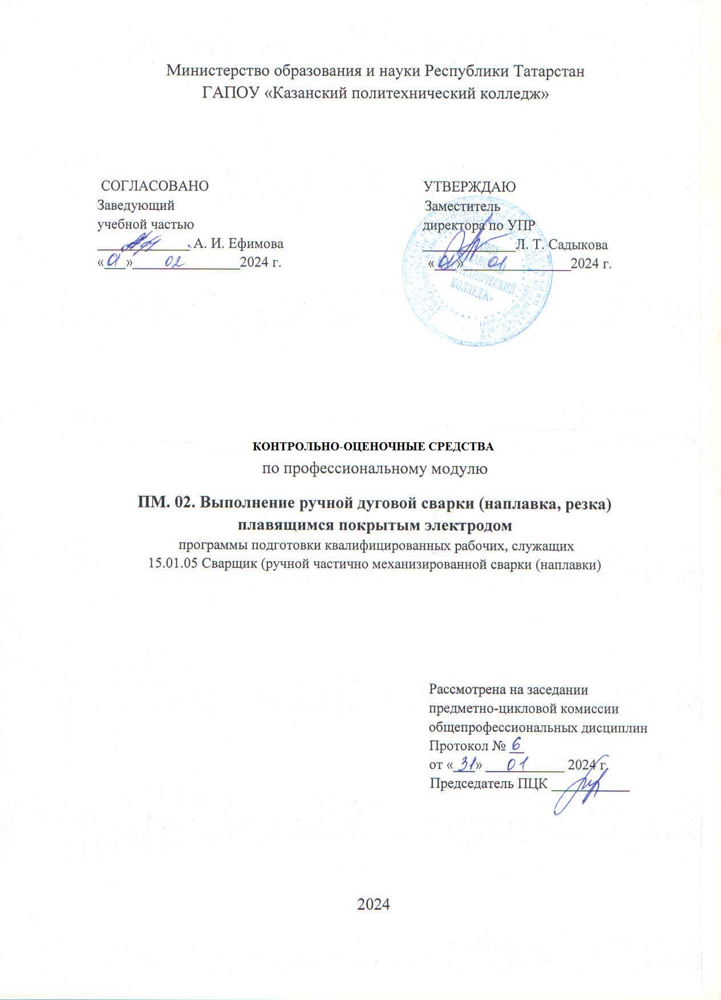 Министерство образования и науки Республики Татарстан
ГАПОУ «Казанский политехнический колледж»
СОГЛАСОВАНО
Заведующий
учебной частью
А. И. Ефимова
«01» 02 2024 г.
УТВЕРЖДАЮ
Заместитель
директора по УПР
Л. Т. Садыкова
«01» 01 2024 г.
КОЛЛЕДЖ»
КОНТРОЛЬНО-ОЦЕНОЧНЫЕ СРЕДСТВА
по профессиональному модулю
ПМ. 02. Выполнение ручной дуговой сварки (наплавка, резка)
плавящимся покрытым электродом
программы подготовки квалифицированных рабочих, служащих
15.01.05 Сварщик (ручной частично механизированной сварки (наплавки)
Рассмотрена на заседании
предметно-цикловой комиссии
общепрофессиональных дисциплин
Протокол № 6
от «31» 01 2024 г.
Председатель ПЦК
2024